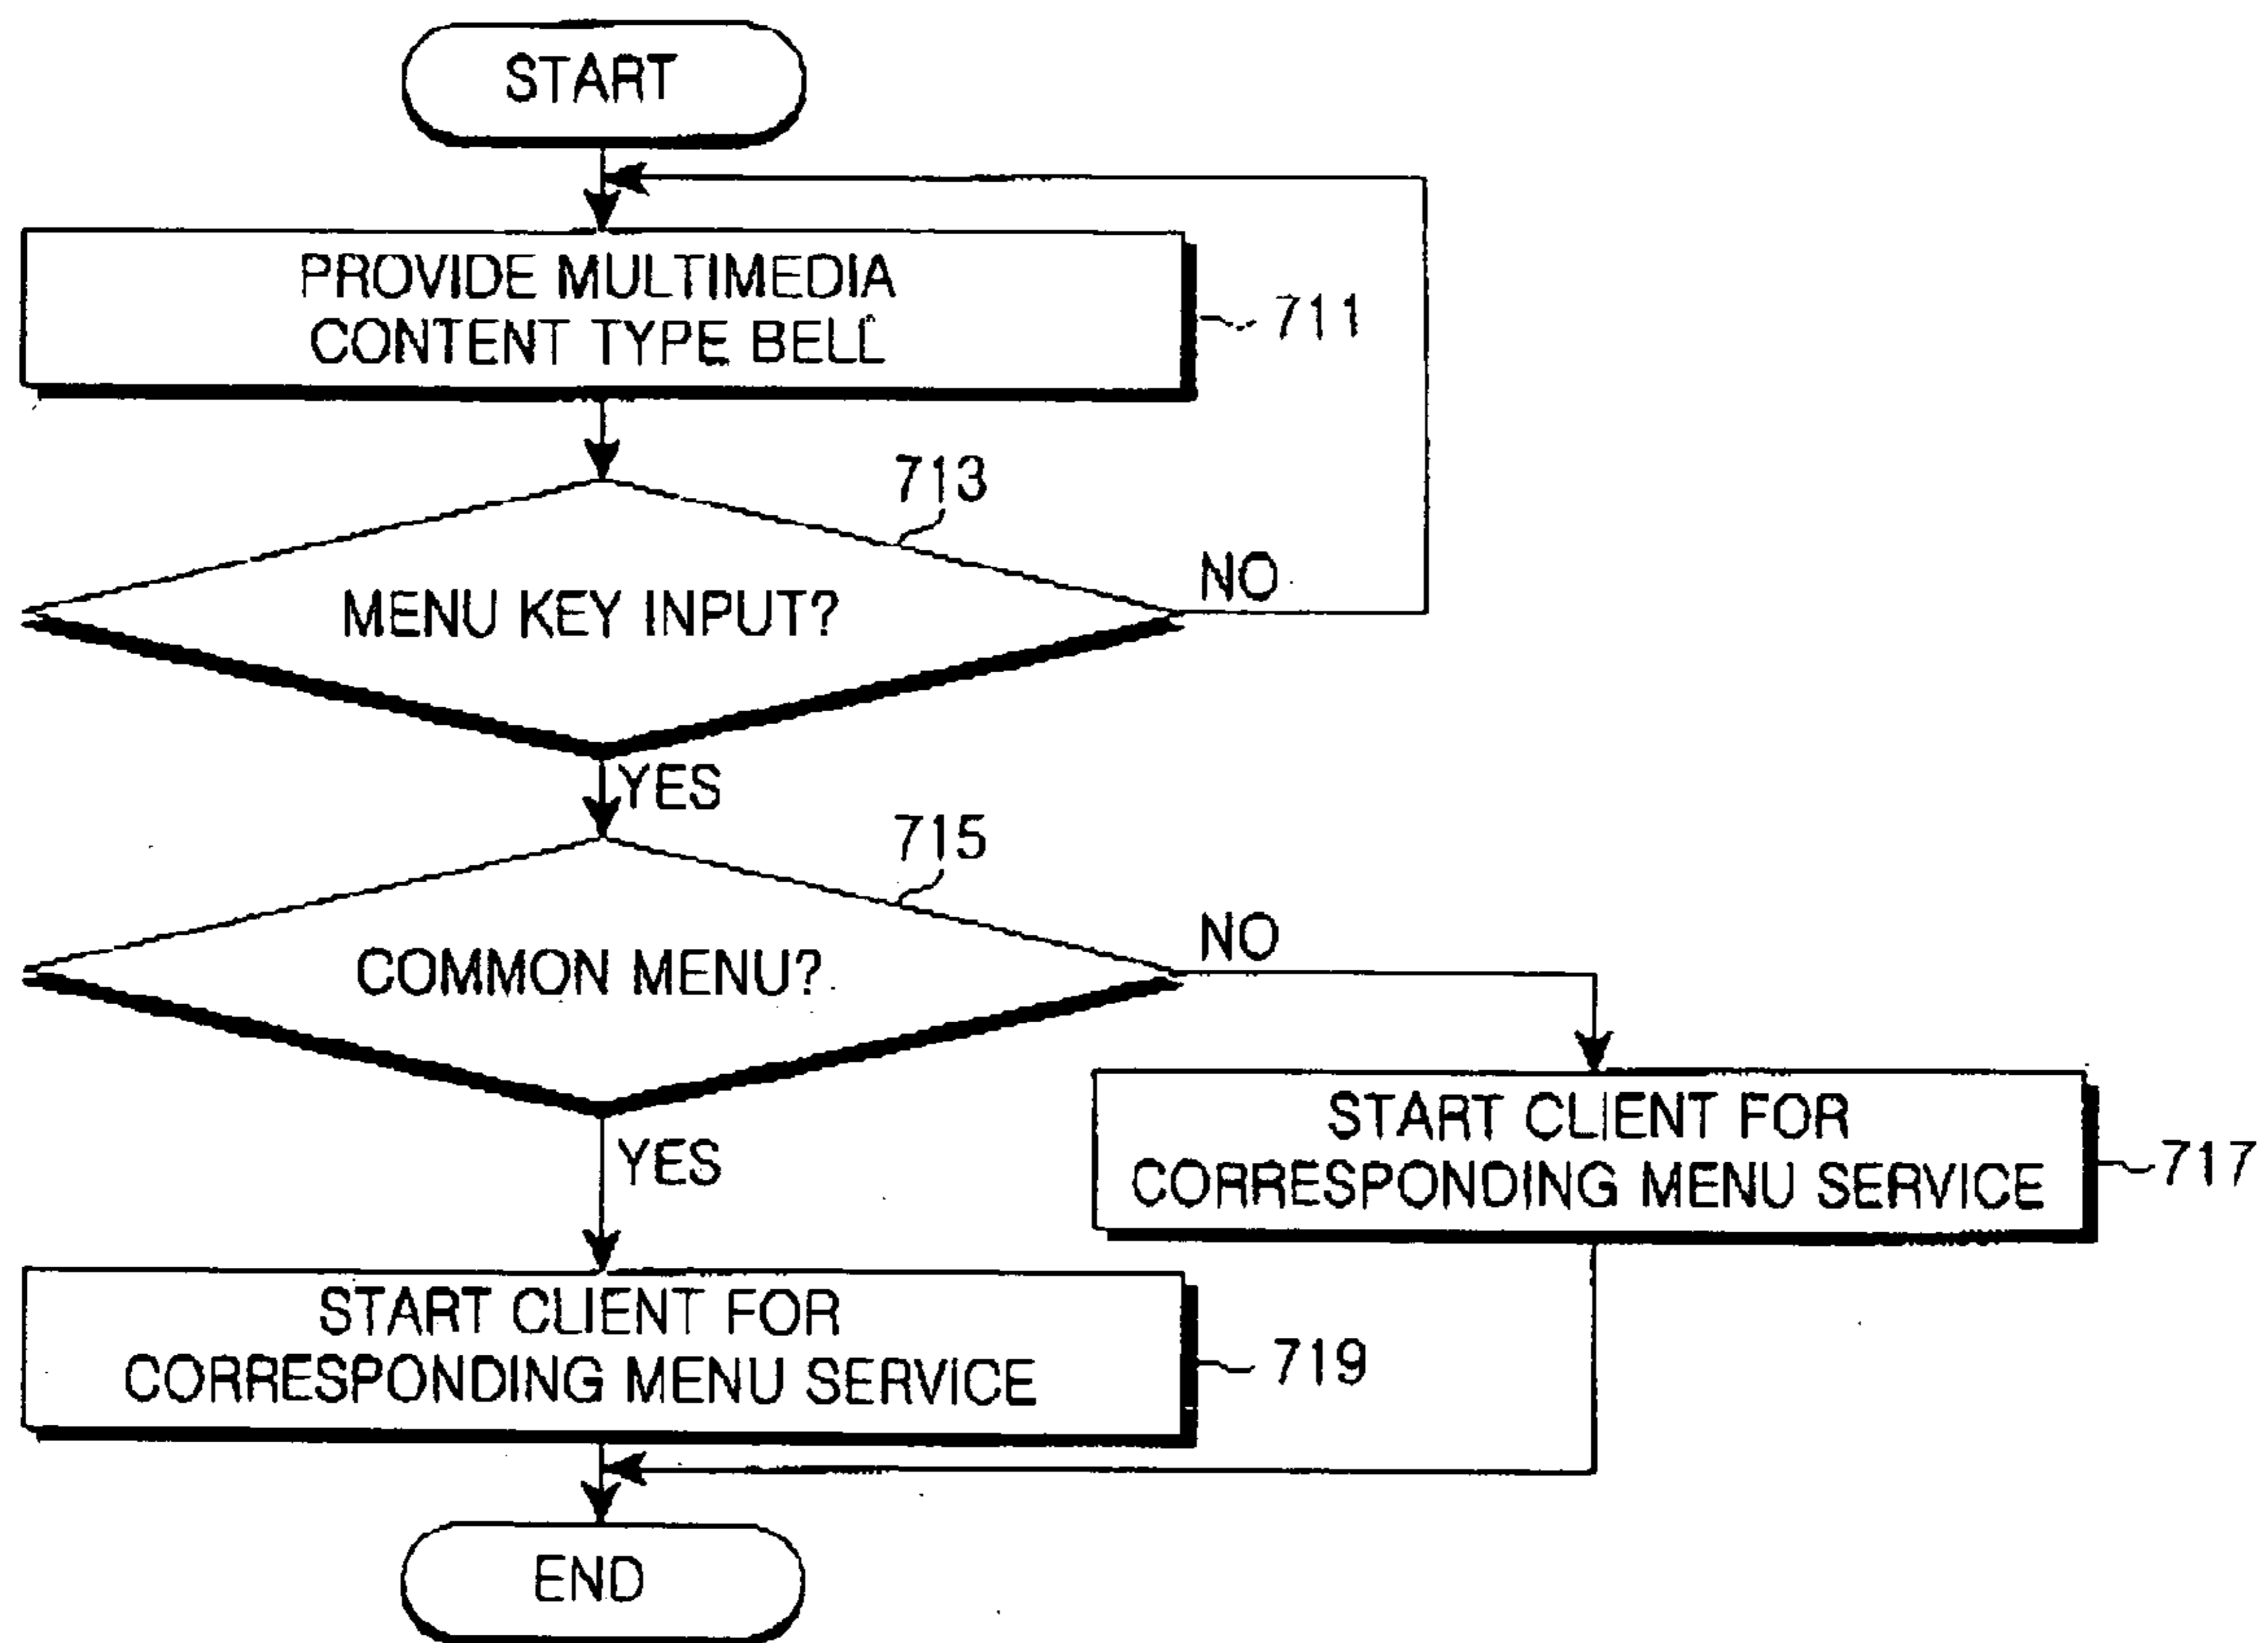 START
PROVIDE MULTIMEDIA
CONTENT TYPE BELL
711
713
MENU KEY INPUT?
NO
YES
715
COMMON MENU?
NO
YES
START CLIENT FOR
CORRESPONDING MENU SERVICE
717
START CLIENT FOR
CORRESPONDING MENU SERVICE
719
END